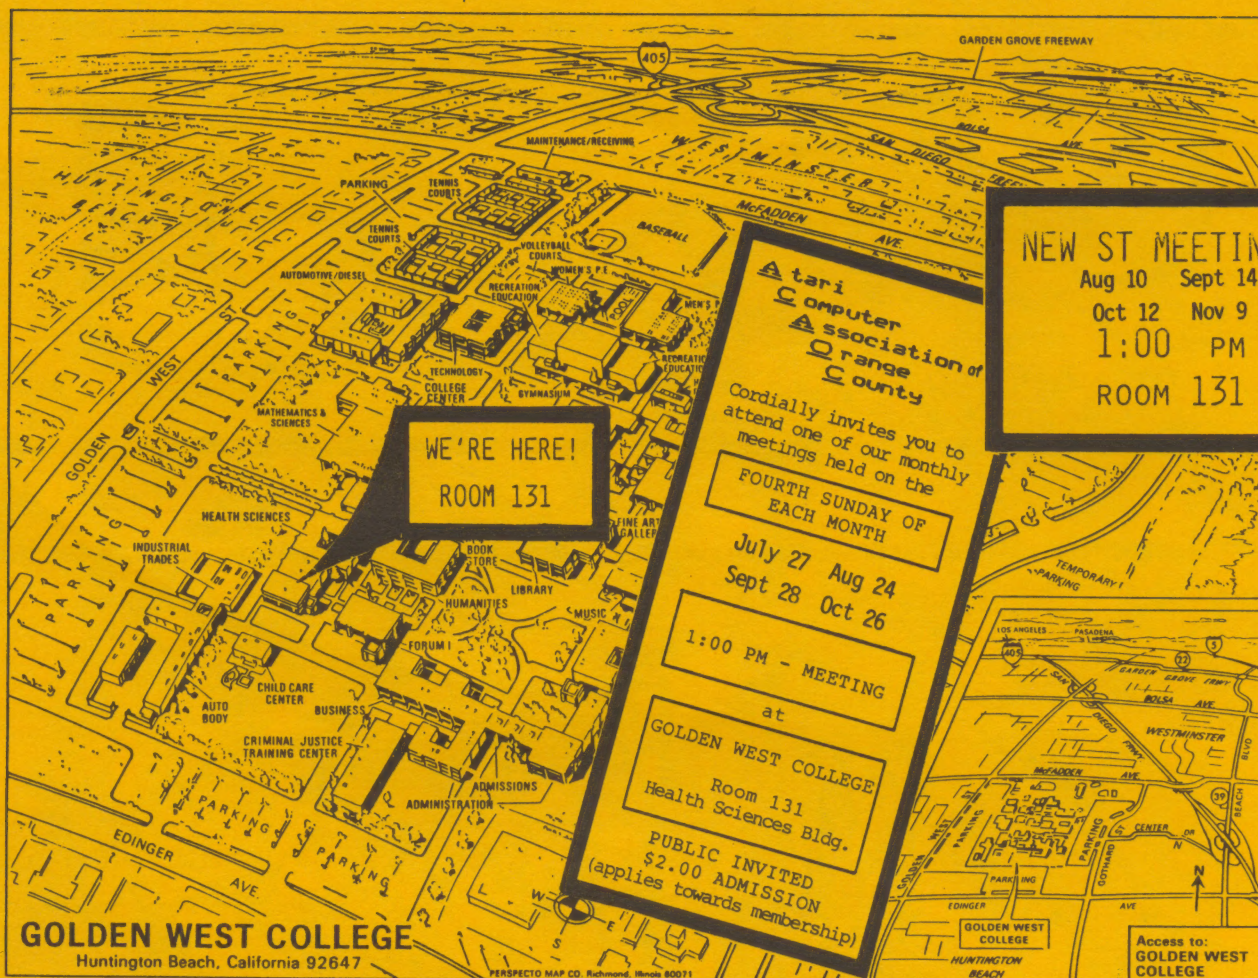 GARDEN GROVE FREEWAY
405
MAINTENANCE/RECEIVING
WESTMINSTER
SAN DIEGO
BOLSA
AVE.
HUNTINGTON
BEACH
PARKING
TENNIS
COURTS
TENNIS
COURTS
McFADDEN
AVE.
BASEBALL
VOLLEYBALL
COURTS
WOMEN'S P.E.
AUTOMOTIVE/DIESEL
RECREATION
EDUCATION
POOL
GOLDEN WEST ST
PARKING
TECHNOLOGY
COLLEGE
CENTER
GYMNASIUM
MATHEMATICS &
SCIENCES
NEW ST MEETIN
Aug 10 Sept 14
Oct 12 Nov 9
1:00 PM
ROOM 131
WE'RE HERE!
ROOM 131
Atari
Computer
Association of
Orange
County
Cordially invites you to
attend one of our monthly
meetings held on the
FOURTH SUNDAY OF
EACH MONTH
July 27 Aug 24
Sept 28 Oct 26
1:00 PM - MEETING
at
GOLDEN WEST COLLEGE
Room 131
Health Sciences Bldg.
PUBLIC INVITED
$2.00 ADMISSION
(applies towards membership)
HEALTH SCIENCES
INDUSTRIAL
TRADES
PARKING
PARKING
BOOK
STORE
LIBRARY
HUMANITIES
MUSIC
FORUM I
CHILD CARE
CENTER
AUTO
BODY
BUSINESS
CRIMINAL JUSTICE
TRAINING CENTER
ADMISSIONS
ADMINISTRATION
PARKING
PARKING
EDINGER
AVE.
TEMPORARY
PARKING
LOS ANGELES
PASADENA
405
22
5
GARDEN GROVE FRWY
BOLSA AVE.
SAN DIEGO FRWY
WESTMINSTER
McFADDEN AVE.
BEACH BLVD
39
GOLDEN WEST
PARKING
PARKING
GOTHARD ST
CENTER DR
N
PARKING
EDINGER AVE
GOLDEN WEST
COLLEGE
HUNTINGTON
BEACH
Access to:
GOLDEN WEST
COLLEGE
W
E
S
GOLDEN WEST COLLEGE
Huntington Beach, California 92647
PERSPECTO MAP CO. Richmond, Illinois 60071